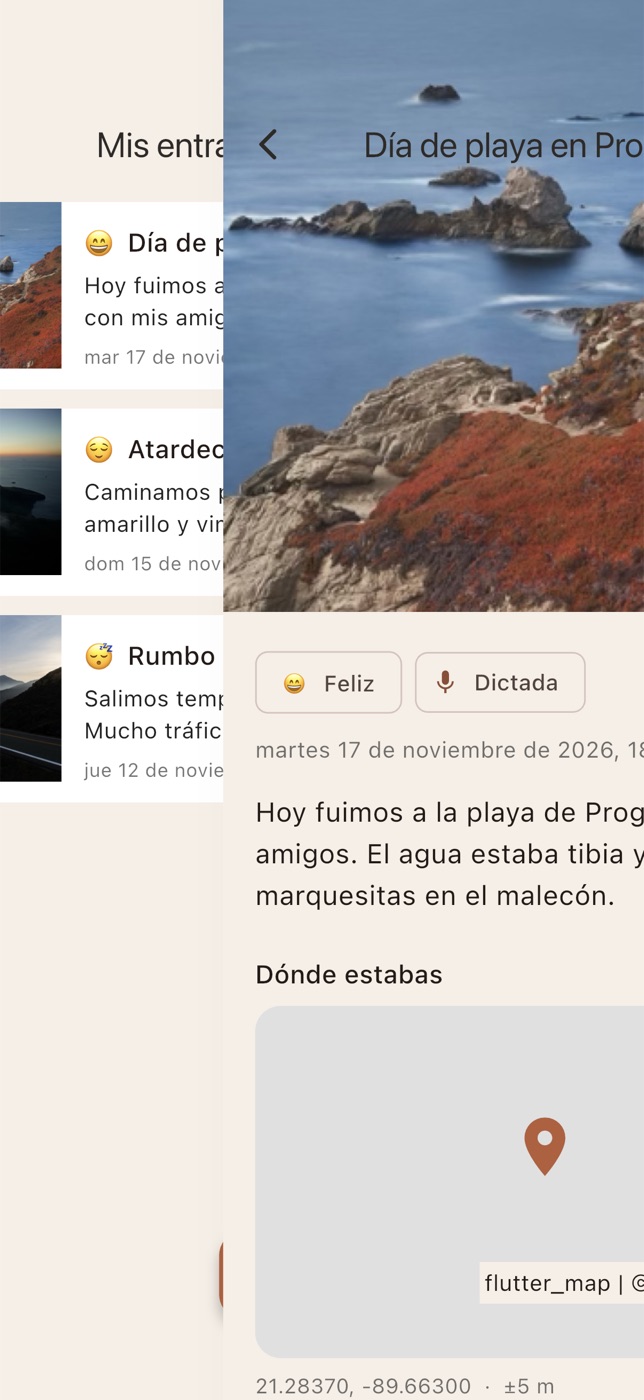 Mis entra
Día de p
Hoy fuimos a
con mis amig
mar 17 de novie
Atardec
Caminamos p
amarillo y vir
dom 15 de nov
Rumbo
Salimos temp
Mucho tráfic
jue 12 de novie
Día de playa en Pro
Feliz
Dictada
martes 17 de noviembre de 2026, 18
Hoy fuimos a la playa de Prog
amigos. El agua estaba tibia y
marquesitas en el malecón.
Dónde estabas
flutter_map | ©
21.28370, -89.66300 · ±5 m